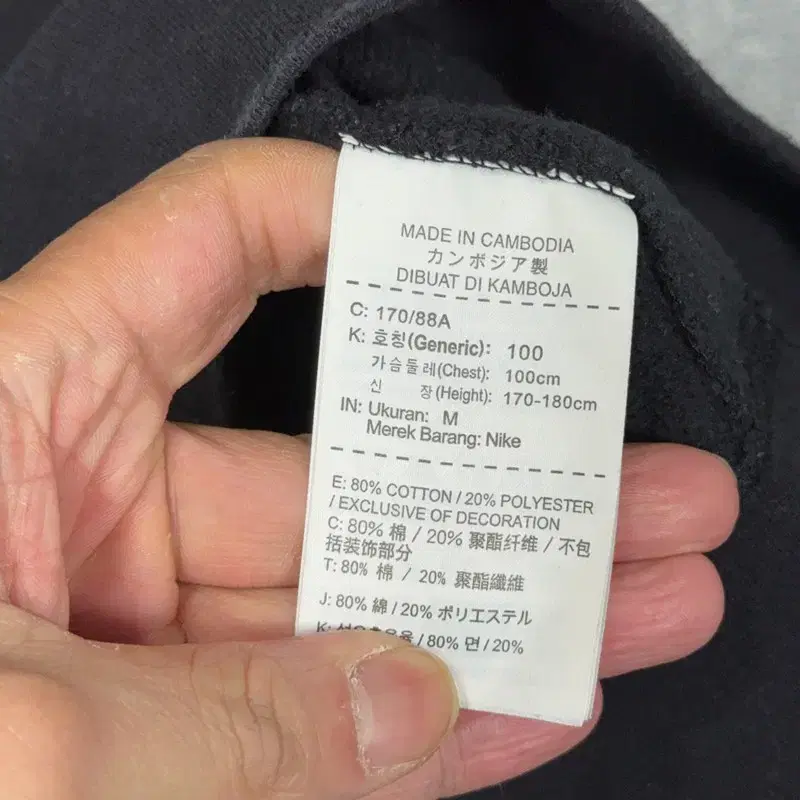 MADE IN CAMBODIA
カンボジア製
DIBUAT DI KAMBOJA
C: 170/88A
K: 호칭(Generic): 100
가슴둘레(Chest): 100cm
신 장(Height): 170-180cm
IN: Ukuran: M
Merek Barang: Nike
E: 80% COTTON / 20% POLYESTER
/ EXCLUSIVE OF DECORATION
C: 80% 棉 / 20% 聚酯纤维 / 不包
括装饰部分
T: 80% 棉 / 20% 聚酯纖維
J: 80% 綿 / 20% ポリエステル
K: / 80% 면 / 20%